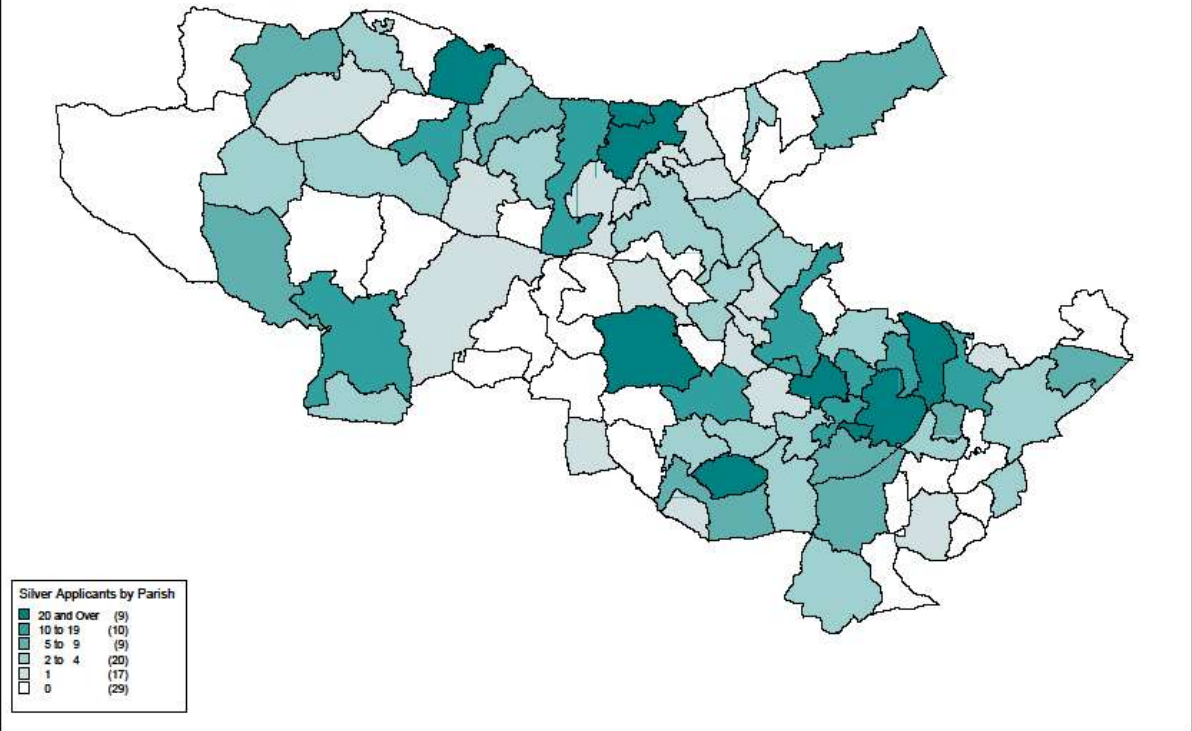 Silver Applicants by Parish
20 and Over (9)
10 to 19 (10)
5 to 9 (9)
2 to 4 (20)
1 (17)
0 (29)